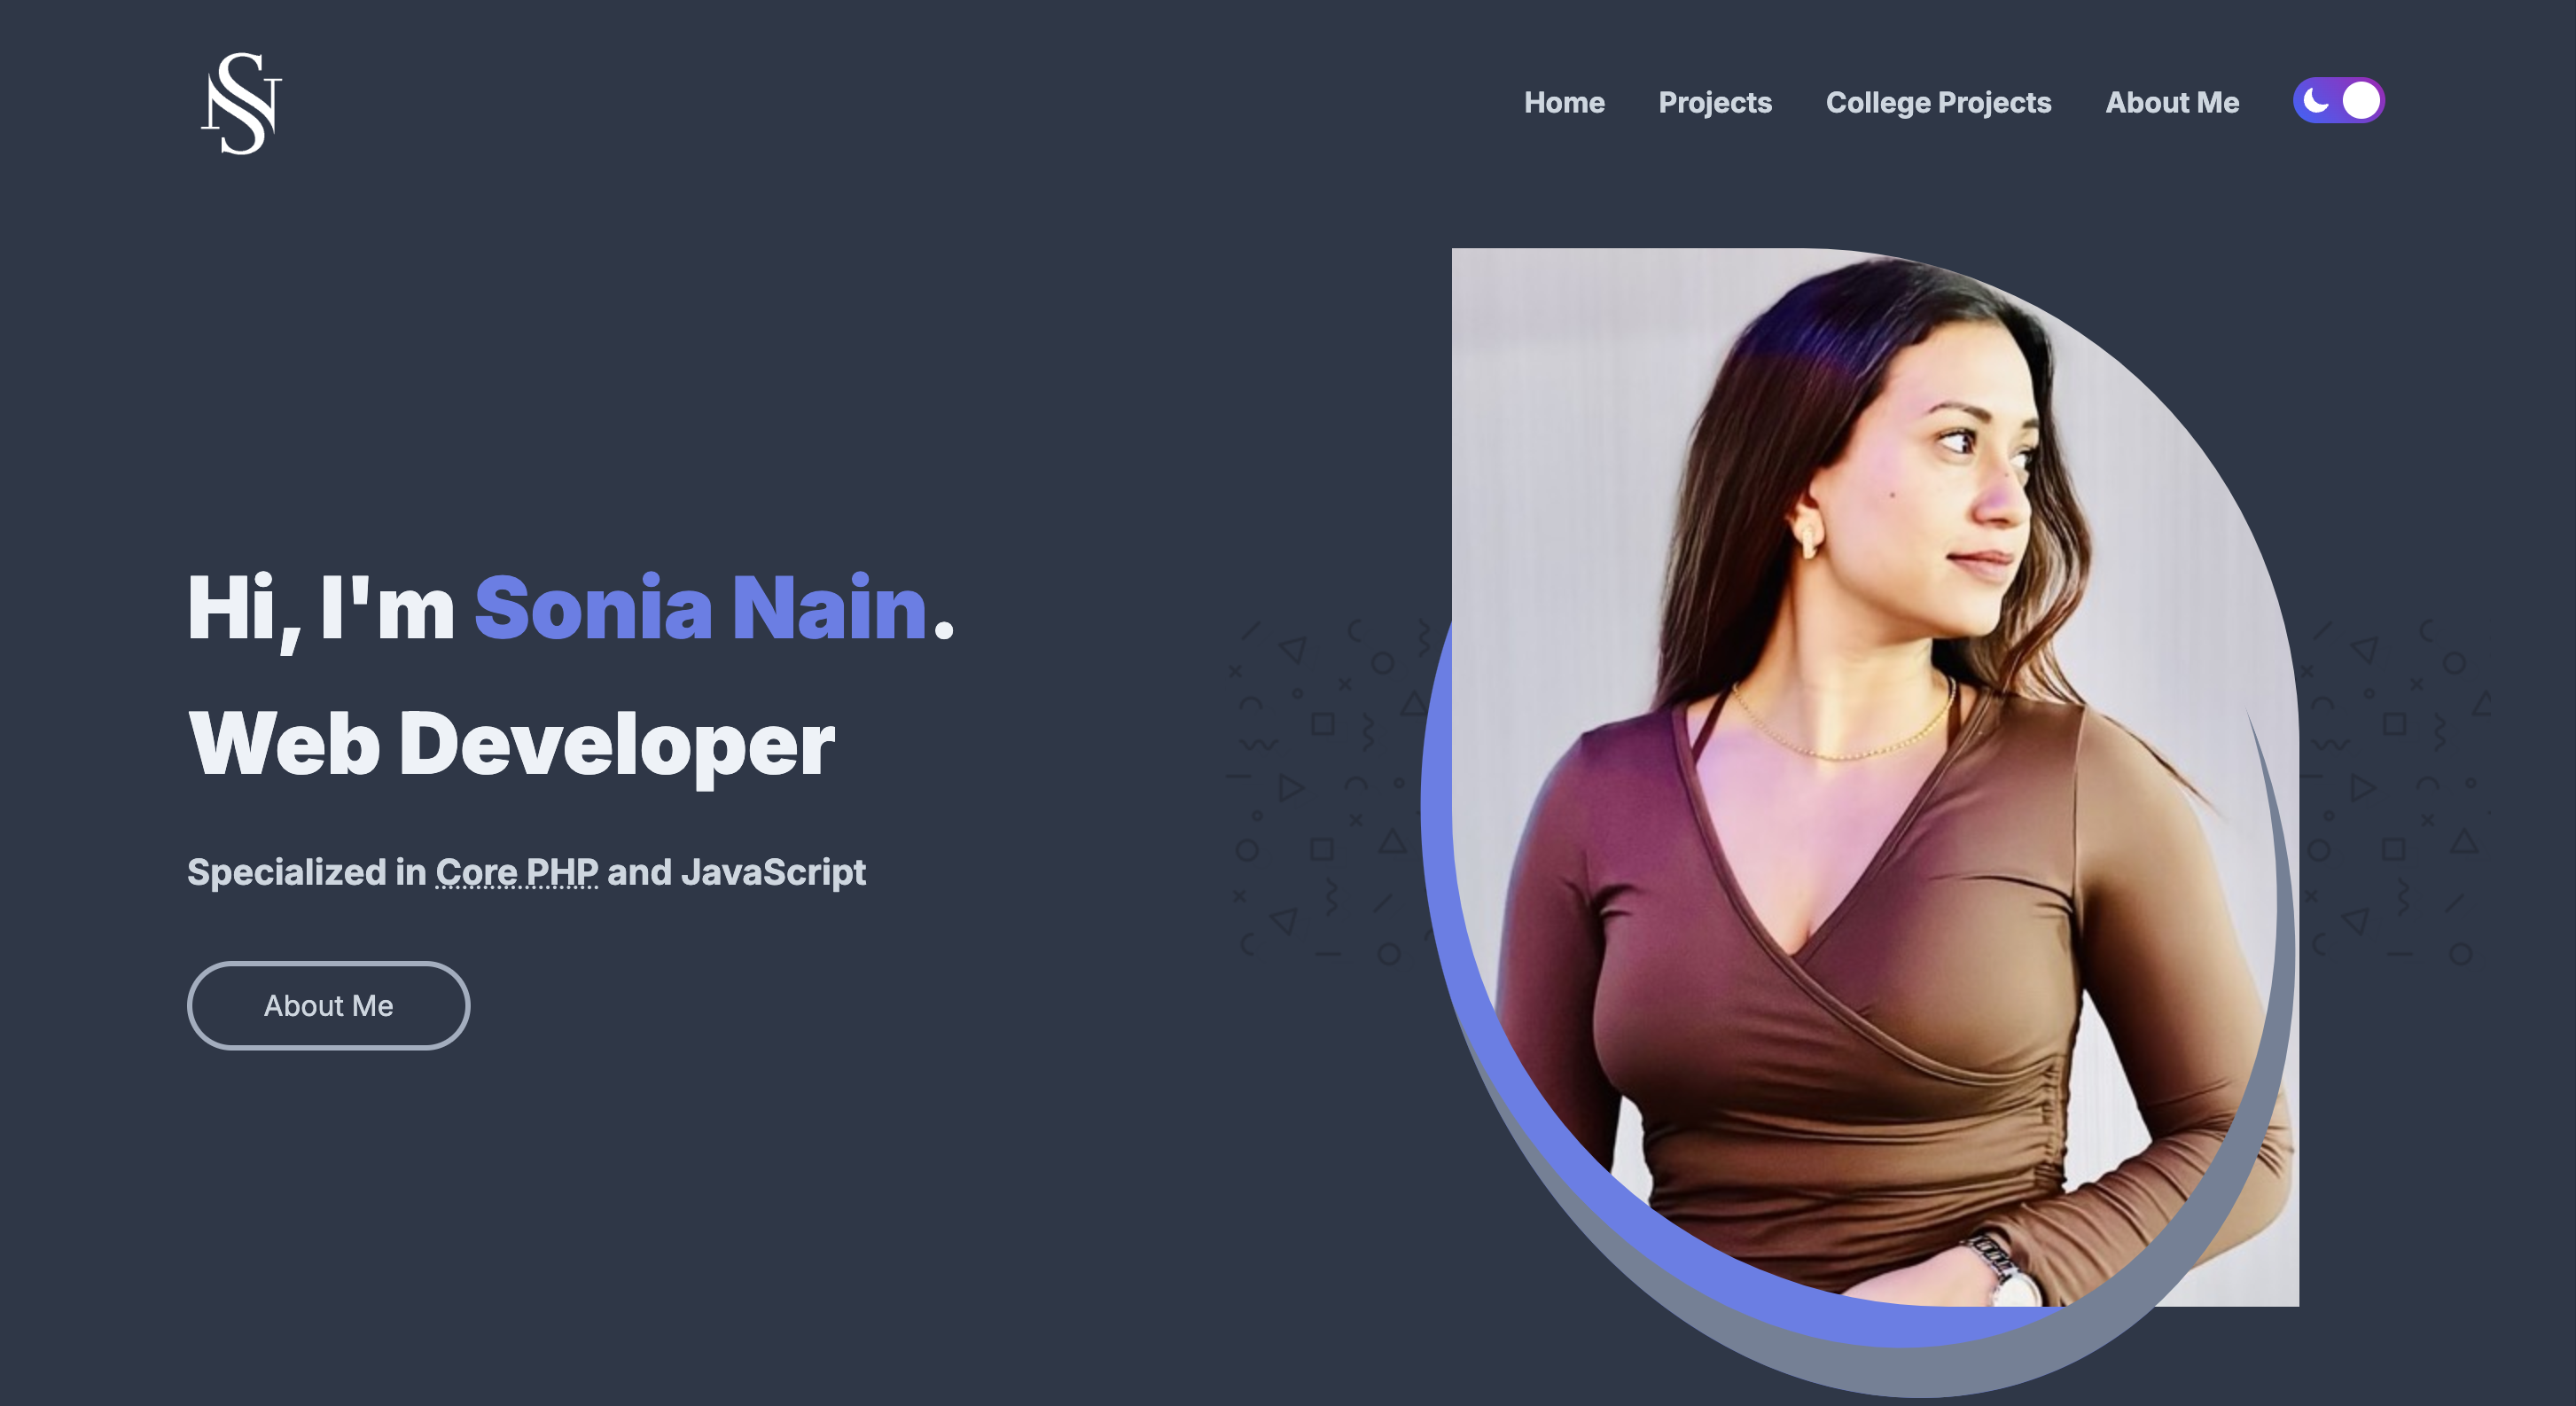 Home Projects College Projects About Me
Hi, I'm Sonia Nain.
Web Developer
Specialized in Core PHP and JavaScript
About Me